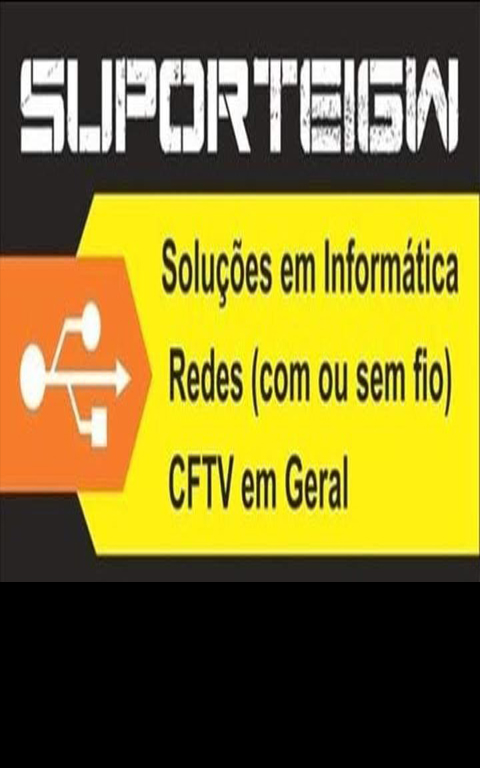 SUPORTEIGW
Soluções em Informática
Redes (com ou sem fio)
CFTV em Geral